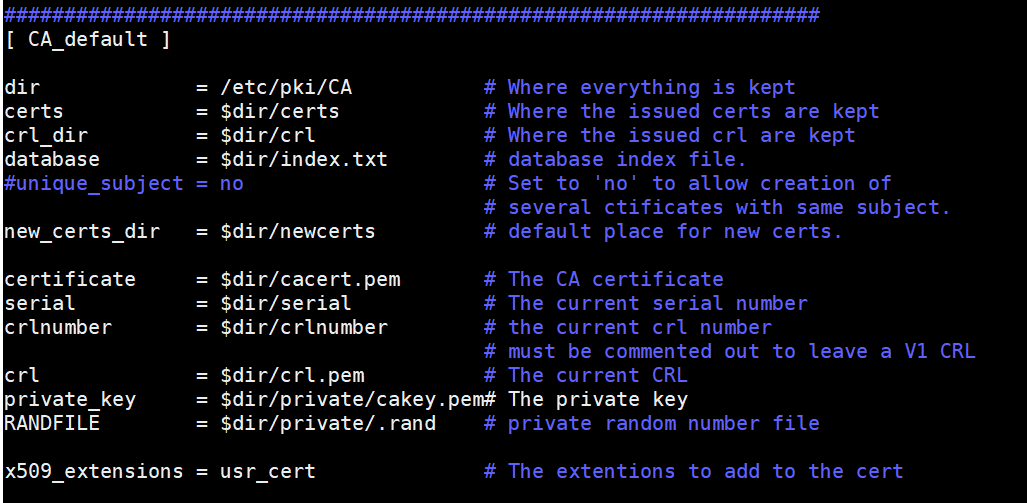 ####################################################################
[ CA_default ]
dir             = /etc/pki/CA           # Where everything is kept
certs           = $dir/certs            # Where the issued certs are kept
crl_dir         = $dir/crl              # Where the issued crl are kept
database        = $dir/index.txt        # database index file.
#unique_subject = no                    # Set to 'no' to allow creation of
                                        # several ctificates with same subject.
new_certs_dir   = $dir/newcerts         # default place for new certs.
certificate     = $dir/cacert.pem       # The CA certificate
serial          = $dir/serial           # The current serial number
crlnumber       = $dir/crlnumber        # the current crl number
                                        # must be commented out to leave a V1 CRL
crl             = $dir/crl.pem          # The current CRL
private_key     = $dir/private/cakey.pem# The private key
RANDFILE        = $dir/private/.rand    # private random number file
x509_extensions = usr_cert              # The extentions to add to the cert